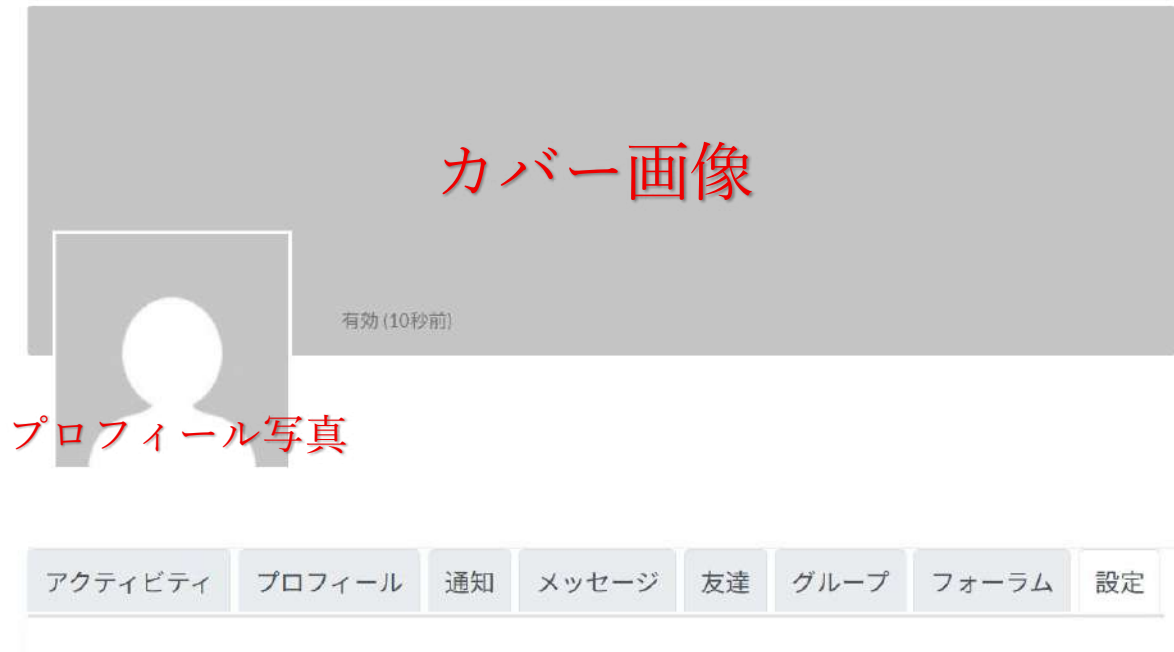 カバー画像
有効 (10秒前)
プロフィール写真
アクティビティ プロフィール 通知 メッセージ 友達 グループ フォーラム 設定